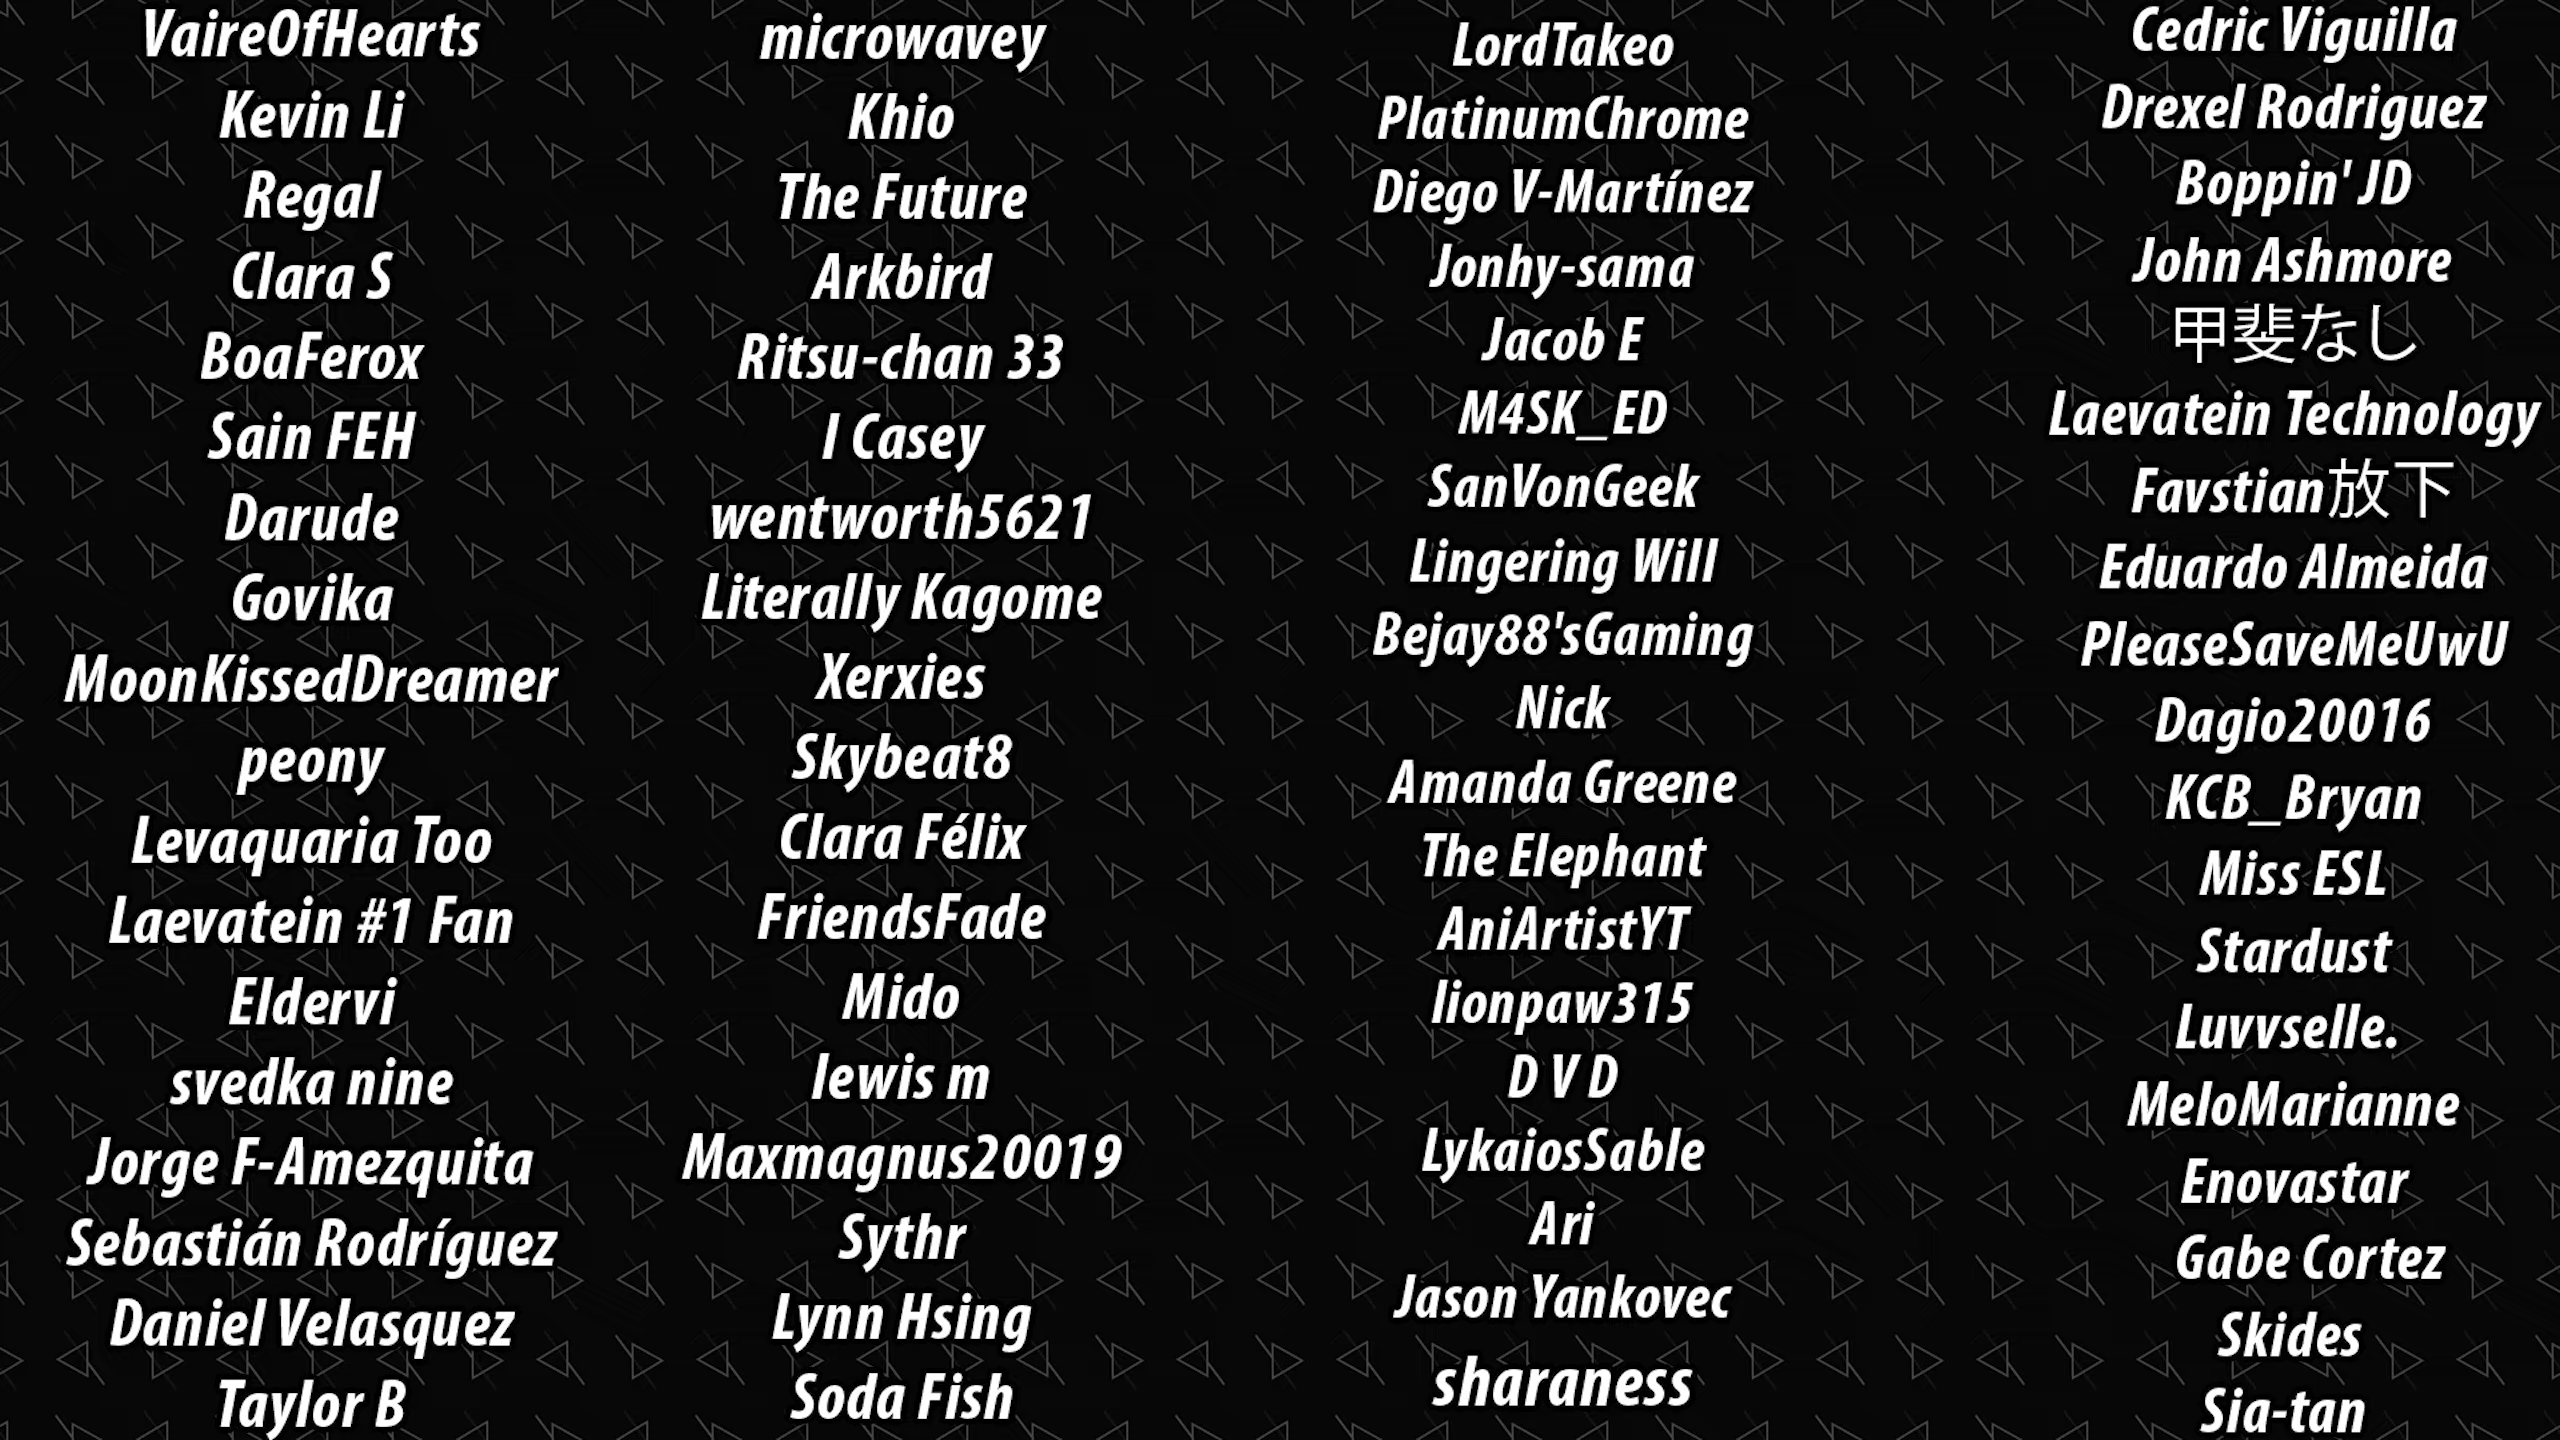 VaireOfHearts
Kevin Li
Regal
Clara S
BoaFerox
Sain FEH
Darude
Govika
MoonKissedDreamer
peony
Levaquaria Too
Laevatein #1 Fan
Eldervi
svedka nine
Jorge F-Amezquita
Sebastián Rodríguez
Daniel Velasquez
Taylor B
microwavey
Khio
The Future
Arkbird
Ritsu-chan 33
I Casey
wentworth5621
Literally Kagome
Xerxies
Skybeat8
Clara Félix
FriendsFade
Mido
lewis m
Maxmagnus20019
Sythr
Lynn Hsing
Soda Fish
LordTakeo
PlatinumChrome
Diego V-Martínez
Jonhy-sama
Jacob E
M4SK_ED
SanVonGeek
Lingering Will
Bejay88'sGaming
Nick
Amanda Greene
The Elephant
AniArtistYT
lionpaw315
D V D
LykaiosSable
Ari
Jason Yankovec
sharaness
Cedric Viguilla
Drexel Rodriguez
Boppin' JD
John Ashmore
甲斐なし
Laevatein Technology
Favstian放下
Eduardo Almeida
PleaseSaveMeUwU
Dagio20016
KCB_Bryan
Miss ESL
Stardust
Luvvselle.
MeloMarianne
Enovastar
Gabe Cortez
Skides
Sia-tan